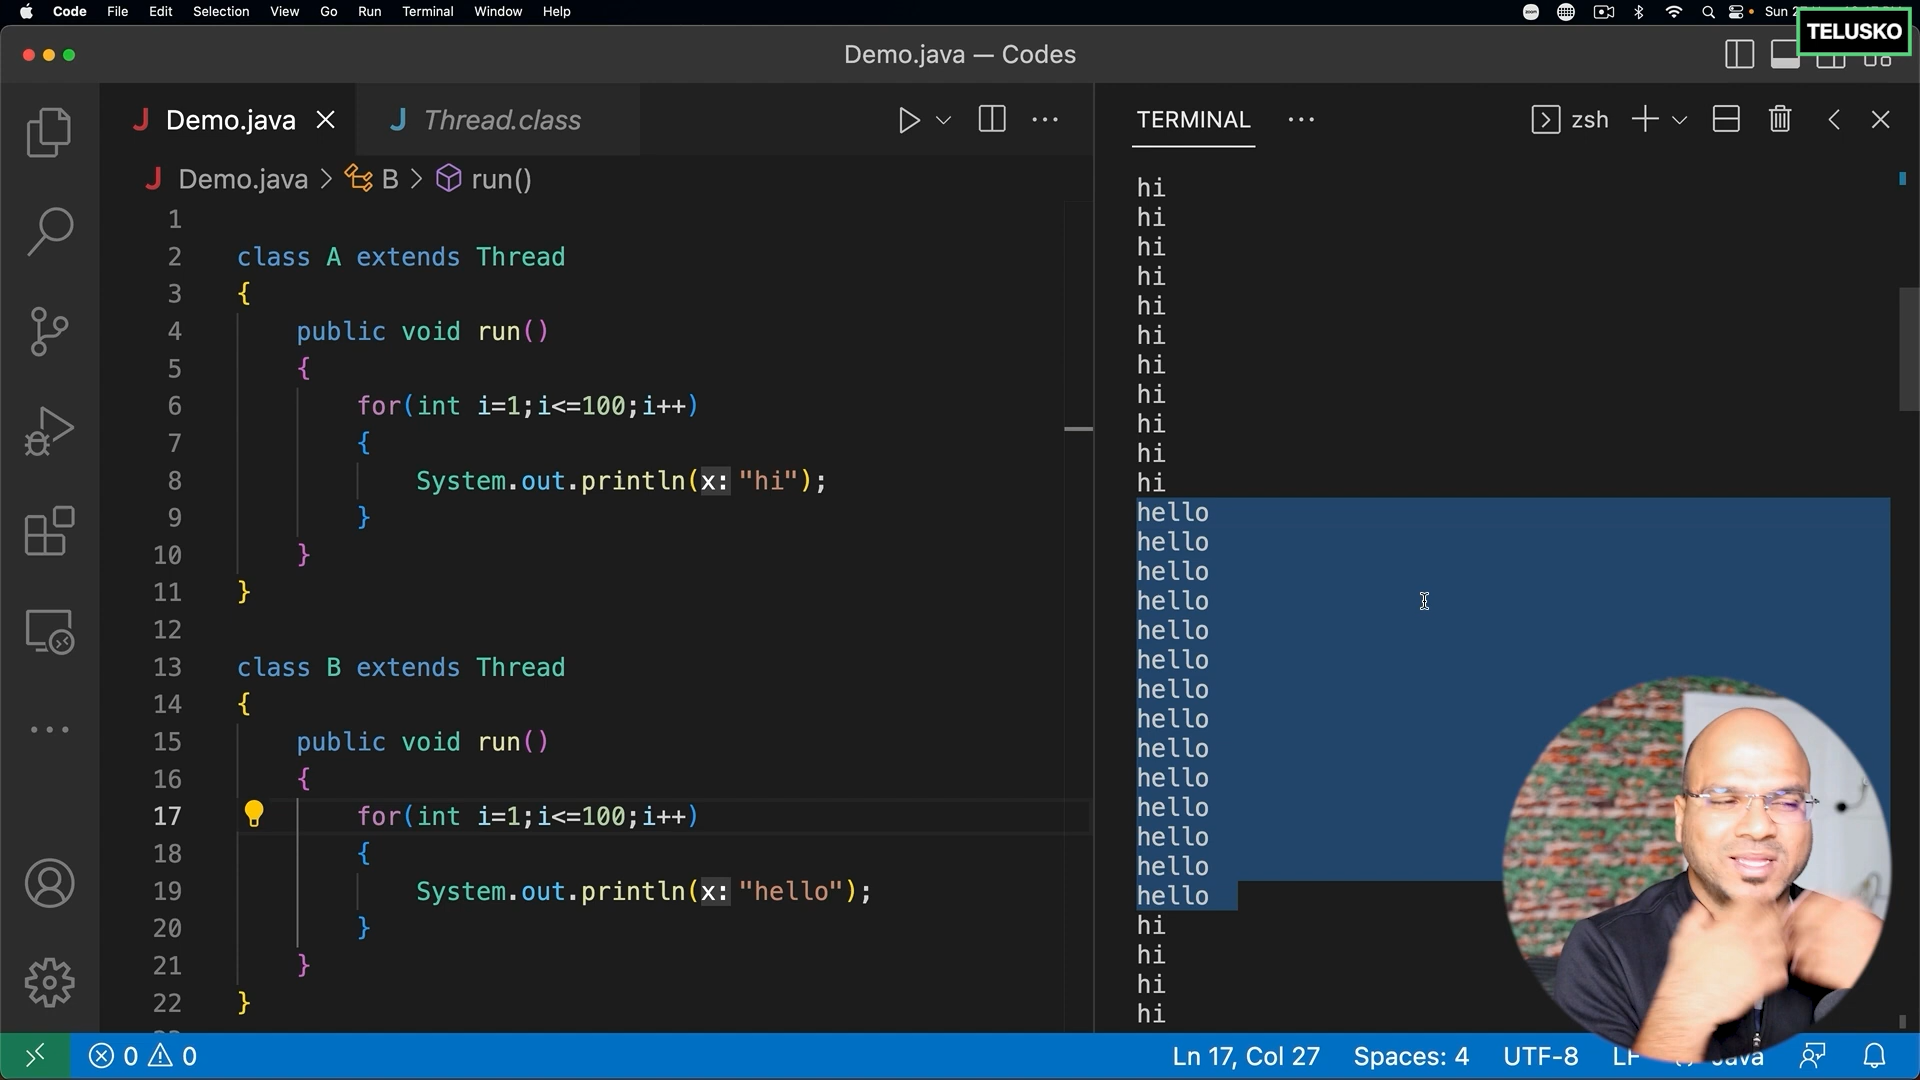 Code File Edit Selection View Go Run Terminal Window Help
zoom
Sun
TELUSKO
Demo.java — Codes
J Demo.java
J Thread.class
J Demo.java > B > run()
1
2 class A extends Thread
3 {
4 public void run()
5 {
6 for(int i=1;i<=100;i++)
7 {
8 System.out.println(x: "hi");
9 }
10 }
11 }
12
13 class B extends Thread
14 {
15 public void run()
16 {
17 for(int i=1;i<=100;i++)
18 {
19 System.out.println(x: "hello");
20 }
21 }
22 }
TERMINAL
zsh
hi
hi
hi
hi
hi
hi
hi
hi
hi
hi
hi
hello
hello
hello
hello
hello
hello
hello
hello
hello
hello
hello
hello
hello
hello
hi
hi
hi
hi
0 0
Ln 17, Col 27 Spaces: 4 UTF-8 LF Java